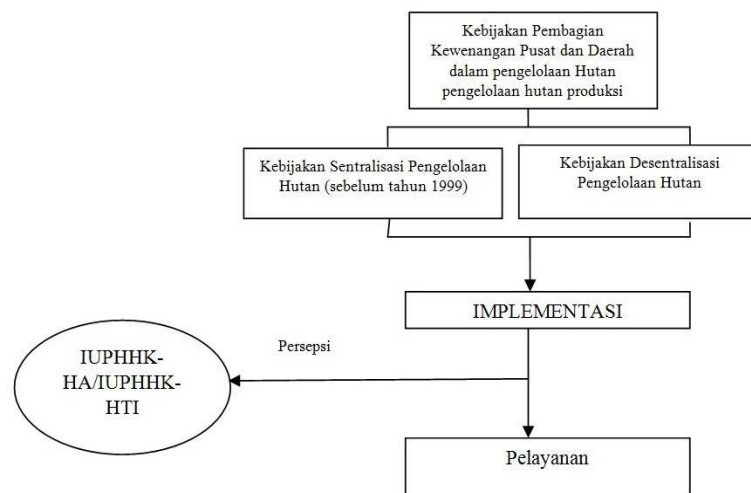 Kebijakan Pembagian
Kewenangan Pusat dan Daerah
dalam pengelolaan Hutan
pengelolaan hutan produksi
Kebijakan Sentralisasi Pengelolaan
Hutan (sebelum tahun 1999)
Kebijakan Desentralisasi
Pengelolaan Hutan
IMPLEMENTASI
Persepsi
IUPHHK-
HA/IUPHHK-
HTI
Pelayanan